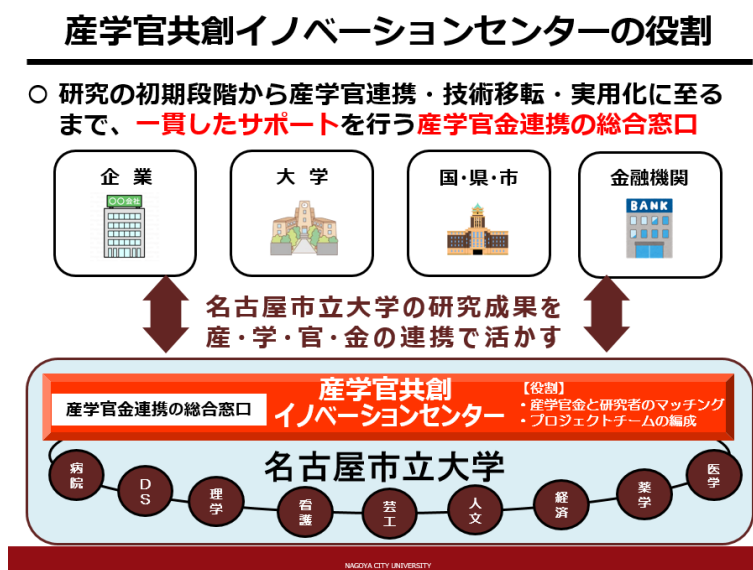 産学官共創イノベーションセンターの役割
○ 研究の初期段階から産学官連携・技術移転・実用化に至る
まで、一貫したサポートを行う産学官金連携の総合窓口
企 業
大 学
国・県・市
金融機関
〇〇会社
BANK
名古屋市立大学の研究成果を
産・学・官・金の連携で活かす
産学官金連携の総合窓口
産学官共創
イノベーションセンター
【役割】
・産学官金と研究者のマッチング
・プロジェクトチームの編成
名古屋市立大学
病院
DS
理学
看護
芸工
人文
経済
薬学
医学
NAGOYA CITY UNIVERSITY